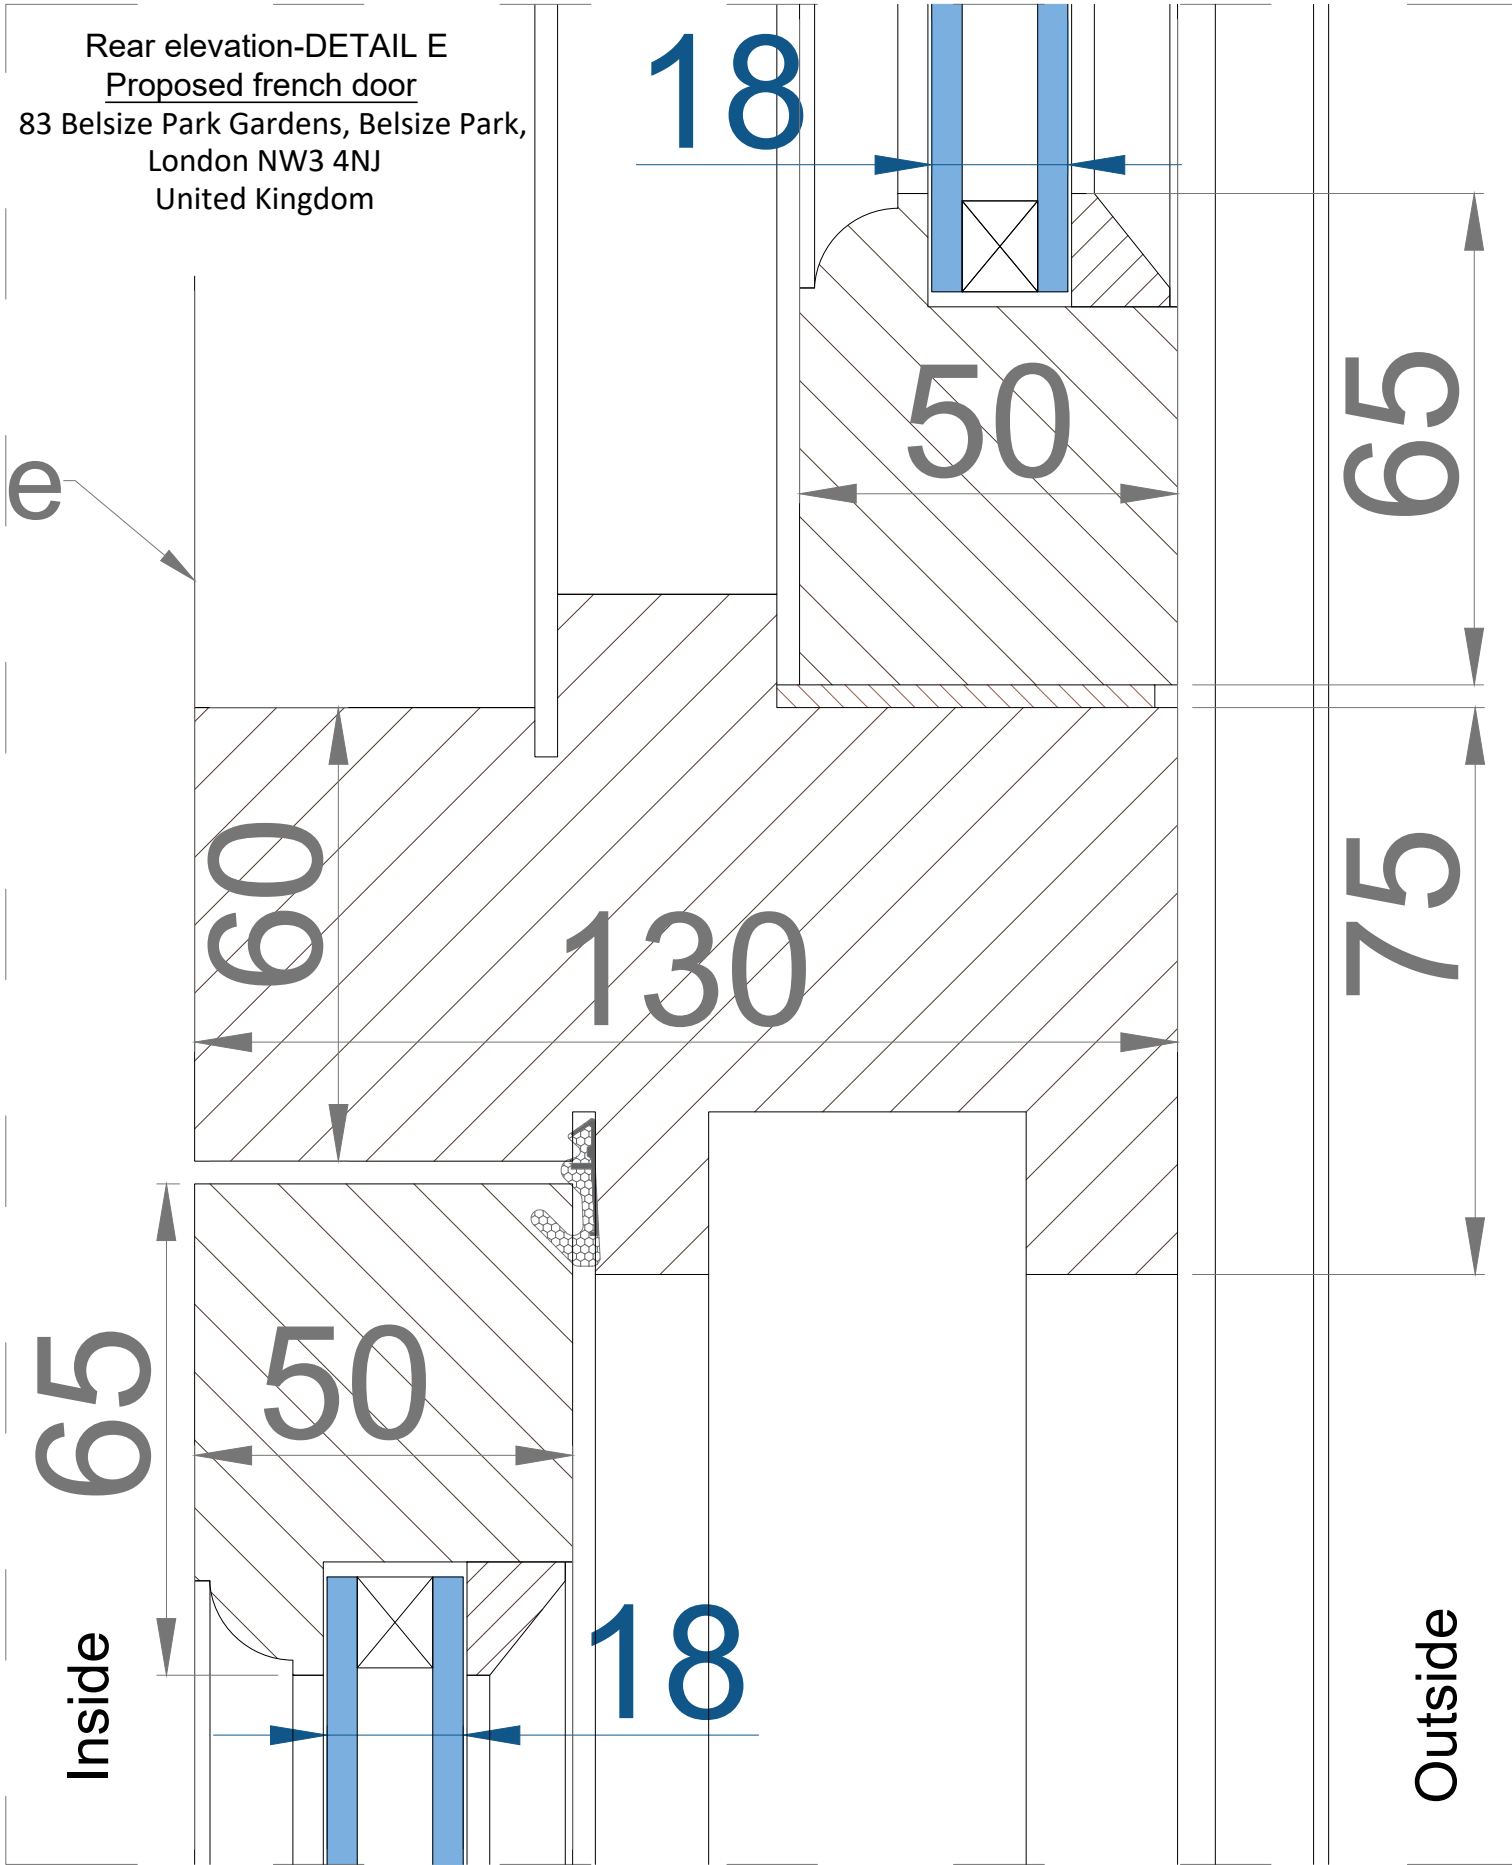 Rear elevation-DETAIL E
Proposed french door
83 Belsize Park Gardens, Belsize Park,
London NW3 4NJ
United Kingdom
18
50
65
e
60
130
75
65
50
18
Inside
Outside